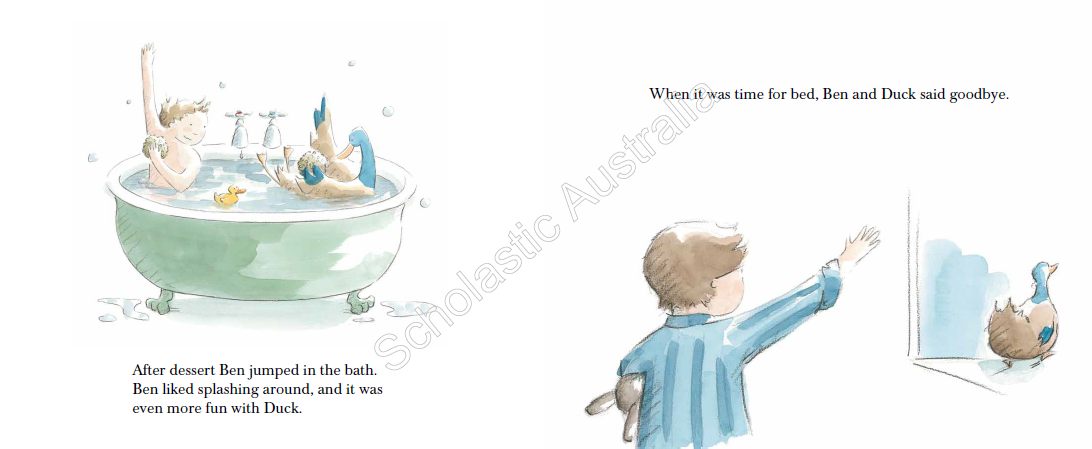 After dessert Ben jumped in the bath.
Ben liked splashing around, and it was
even more fun with Duck.
When it was time for bed, Ben and Duck said goodbye.
Scholastic Australia